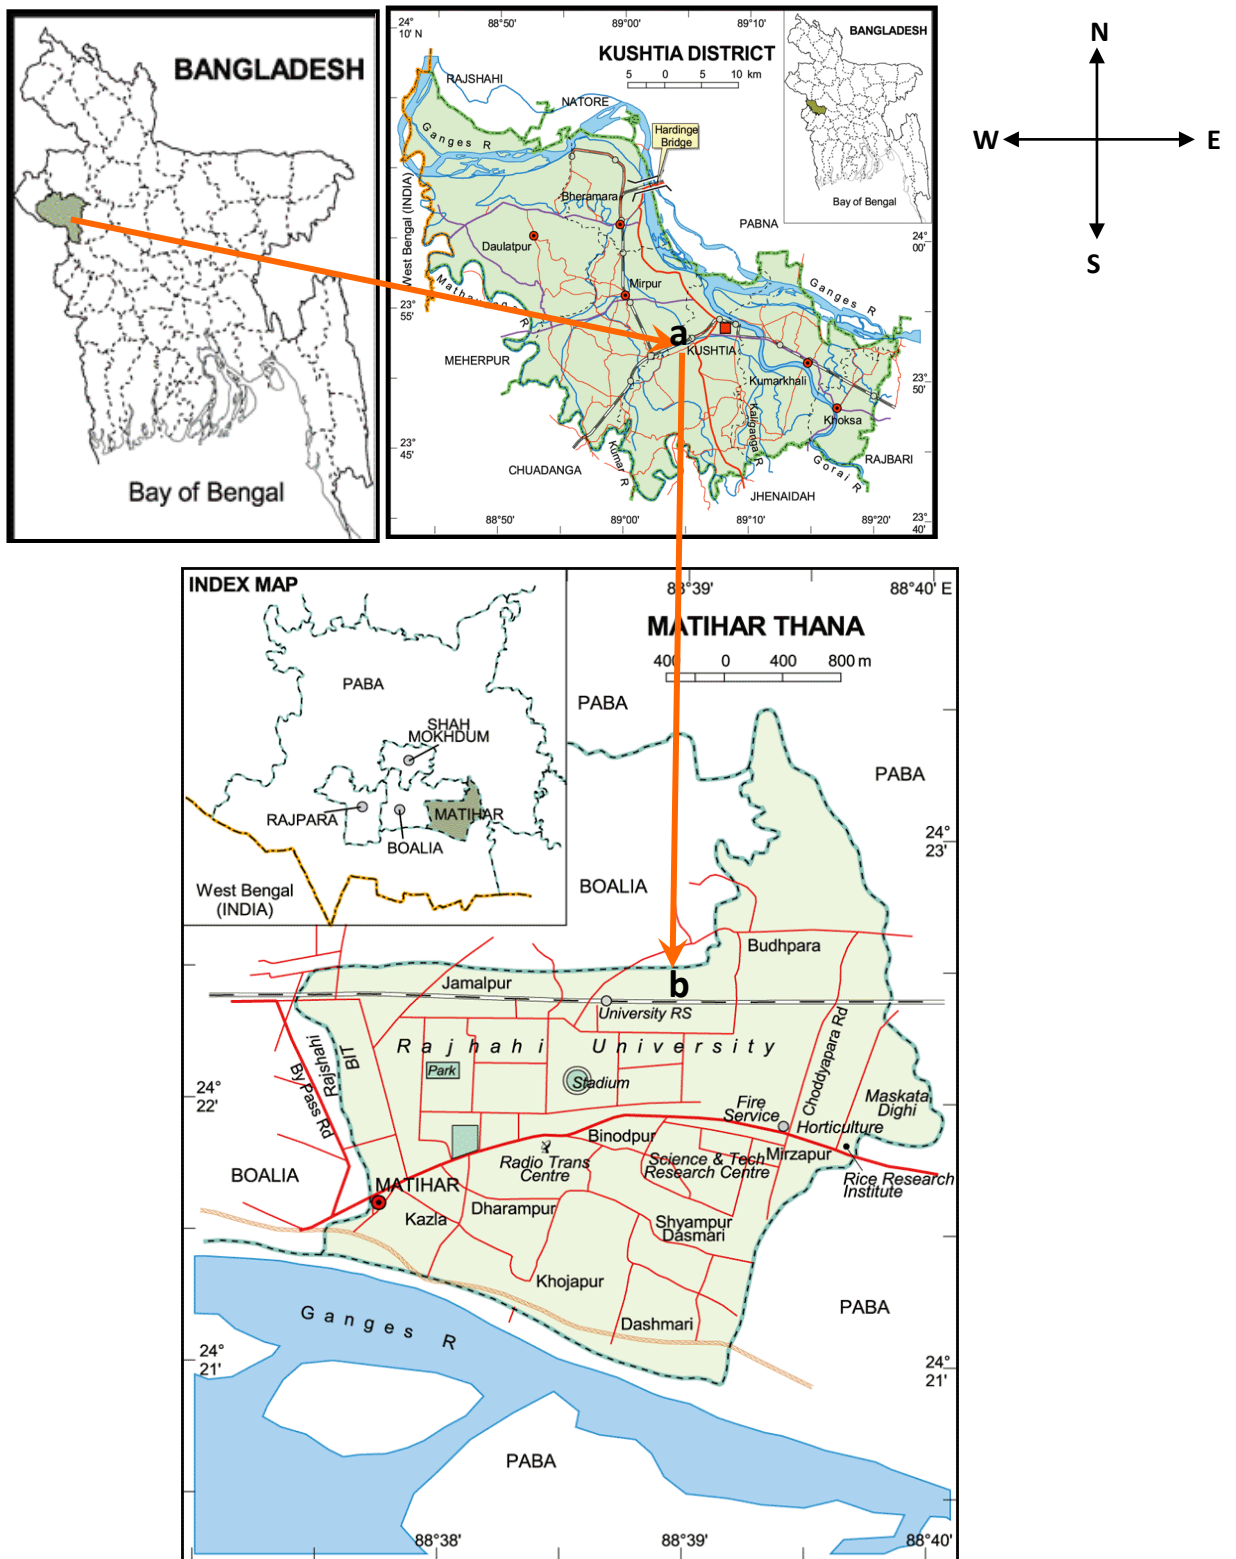 BANGLADESH
Bay of Bengal
24°
10' N
88°50'
89°00'
89°10'
KUSHTIA DISTRICT
5 0 5 10 km
BANGLADESH
Bay of Bengal
RAJSHAHI
NATORE
Hardinge
Bridge
Ganges R
West Bengal (INDIA)
Bheramara
PABNA
24°
00'
Daulatpur
Mirpur
Ganges R
23°
55'
a
KUSHTIA
MEHERPUR
Kumarkhali
23°
50'
Khoksa
Kaliganga R
Kumar R
23°
45'
CHUADANGA
Gorai R
RAJBARI
JHENAIDAH
88°50'
89°00'
89°10'
89°20'
23°
40'
N
W
E
S
INDEX MAP
PABA
SHAH
MOKHDUM
RAJPARA
MATIHAR
BOALIA
West Bengal
(INDIA)
88°39'
88°40' E
MATIHAR THANA
400 0 400 800 m
PABA
PABA
24°
23'
BOALIA
Budhpara
Jamalpur
b
University RS
Rajhahi University
Rajshahi
BIT
By Pass Rd
Park
Stadium
Choddyapara Rd
24°
22'
Fire
Service
Maskata
Dighi
Horticulture
Binodpur
Mirzapur
Radio Trans
Centre
Science & Tech
Research Centre
Rice Research
Institute
BOALIA
MATIHAR
Kazla
Dharampur
Shyampur
Dasmari
Khojapur
PABA
Dashmari
Ganges R
24°
21'
24°
21'
PABA
88°38'
88°39'
88°40'